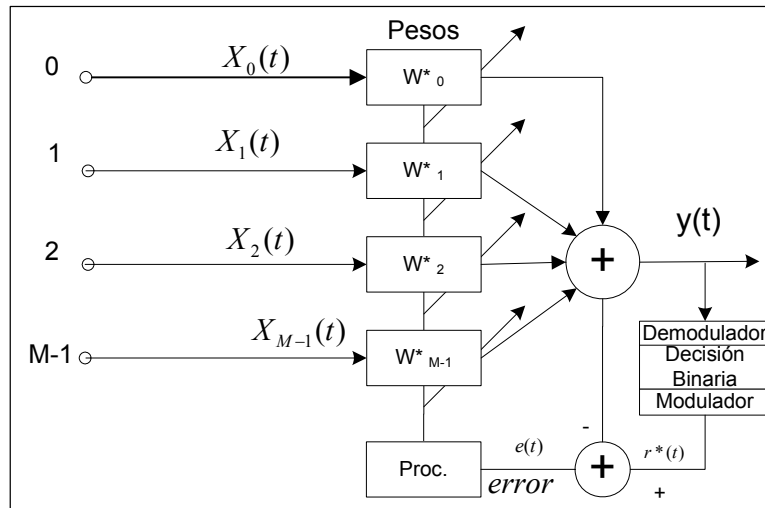 Pesos
0
X₀(t)
W* ₀
1
X₁(t)
W* ₁
2
X₂(t)
W* ₂
M-1
X_{M-1}(t)
W* _{M-1}
+
y(t)
Demodulador
Decisión
Binaria
Modulador
Proc.
e(t)
error
-
+
r*(t)
+